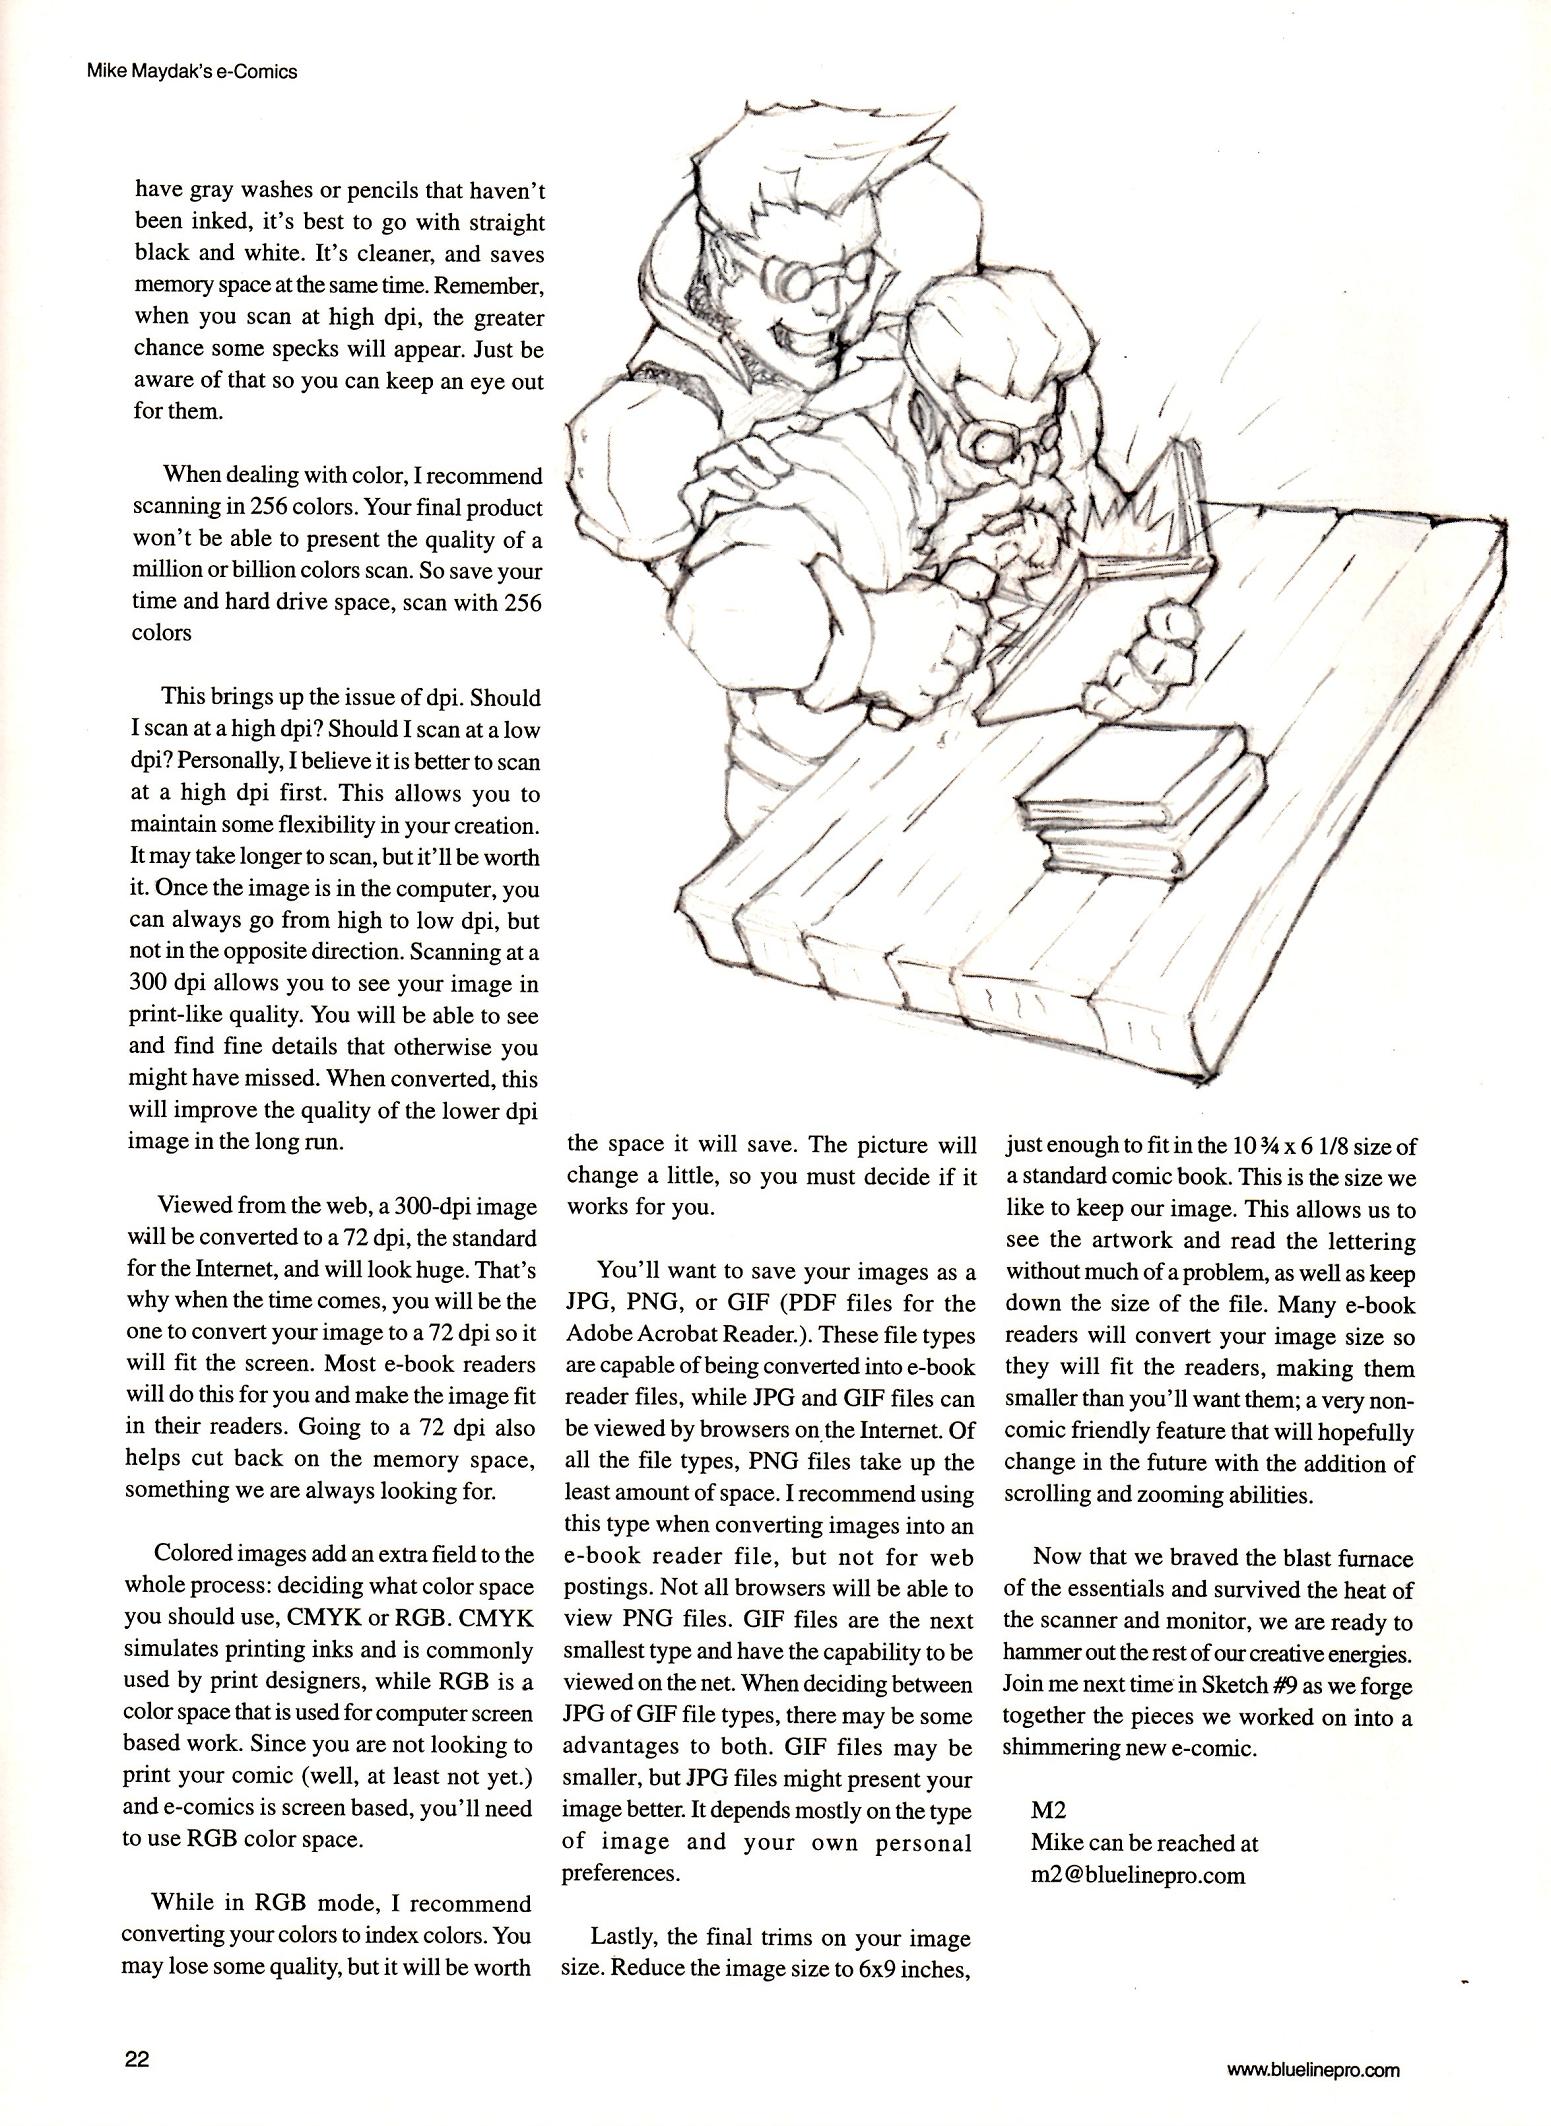 Mike Maydak's e-Comics
have gray washes or pencils that haven't
been inked, it's best to go with straight
black and white. It's cleaner, and saves
memory space at the same time. Remember,
when you scan at high dpi, the greater
chance some specks will appear. Just be
aware of that so you can keep an eye out
for them.
When dealing with color, I recommend
scanning in 256 colors. Your final product
won't be able to present the quality of a
million or billion colors scan. So save your
time and hard drive space, scan with 256
colors
This brings up the issue of dpi. Should
I scan at a high dpi? Should I scan at a low
dpi? Personally, I believe it is better to scan
at a high dpi first. This allows you to
maintain some flexibility in your creation.
It may take longer to scan, but it'll be worth
it. Once the image is in the computer, you
can always go from high to low dpi, but
not in the opposite direction. Scanning at a
300 dpi allows you to see your image in
print-like quality. You will be able to see
and find fine details that otherwise you
might have missed. When converted, this
will improve the quality of the lower dpi
image in the long run.
Viewed from the web, a 300-dpi image
will be converted to a 72 dpi, the standard
for the Internet, and will look huge. That's
why when the time comes, you will be the
one to convert your image to a 72 dpi so it
will fit the screen. Most e-book readers
will do this for you and make the image fit
in their readers. Going to a 72 dpi also
helps cut back on the memory space,
something we are always looking for.
Colored images add an extra field to the
whole process: deciding what color space
you should use, CMYK or RGB. CMYK
simulates printing inks and is commonly
used by print designers, while RGB is a
color space that is used for computer screen
based work. Since you are not looking to
print your comic (well, at least not yet.)
and e-comics is screen based, you'll need
to use RGB color space.
While in RGB mode, I recommend
converting your colors to index colors. You
may lose some quality, but it will be worth
the space it will save. The picture will
change a little, so you must decide if it
works for you.
You'll want to save your images as a
JPG, PNG, or GIF (PDF files for the
Adobe Acrobat Reader.). These file types
are capable of being converted into e-book
reader files, while JPG and GIF files can
be viewed by browsers on the Internet. Of
all the file types, PNG files take up the
least amount of space. I recommend using
this type when converting images into an
e-book reader file, but not for web
postings. Not all browsers will be able to
view PNG files. GIF files are the next
smallest type and have the capability to be
viewed on the net. When deciding between
JPG of GIF file types, there may be some
advantages to both. GIF files may be
smaller, but JPG files might present your
image better. It depends mostly on the type
of image and your own personal
preferences.
Lastly, the final trims on your image
size. Reduce the image size to 6x9 inches,
just enough to fit in the 10 ¾ x 6 1/8 size of
a standard comic book. This is the size we
like to keep our image. This allows us to
see the artwork and read the lettering
without much of a problem, as well as keep
down the size of the file. Many e-book
readers will convert your image size so
they will fit the readers, making them
smaller than you'll want them; a very non-
comic friendly feature that will hopefully
change in the future with the addition of
scrolling and zooming abilities.
Now that we braved the blast furnace
of the essentials and survived the heat of
the scanner and monitor, we are ready to
hammer out the rest of our creative energies.
Join me next time in Sketch #9 as we forge
together the pieces we worked on into a
shimmering new e-comic.
M2
Mike can be reached at
m2@bluelinepro.com
22
www.bluelinepro.com